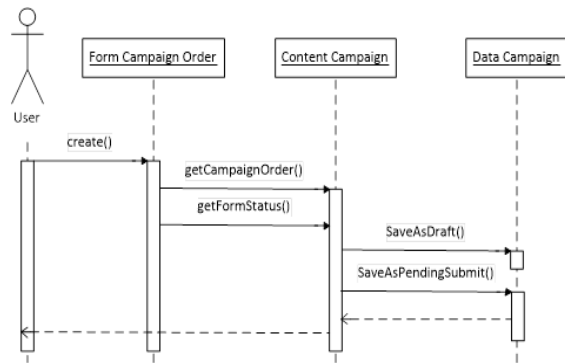 Form Campaign Order
Content Campaign
Data Campaign
User
create()
getCampaignOrder()
getFormStatus()
SaveAsDraft()
SaveAsPendingSubmit()